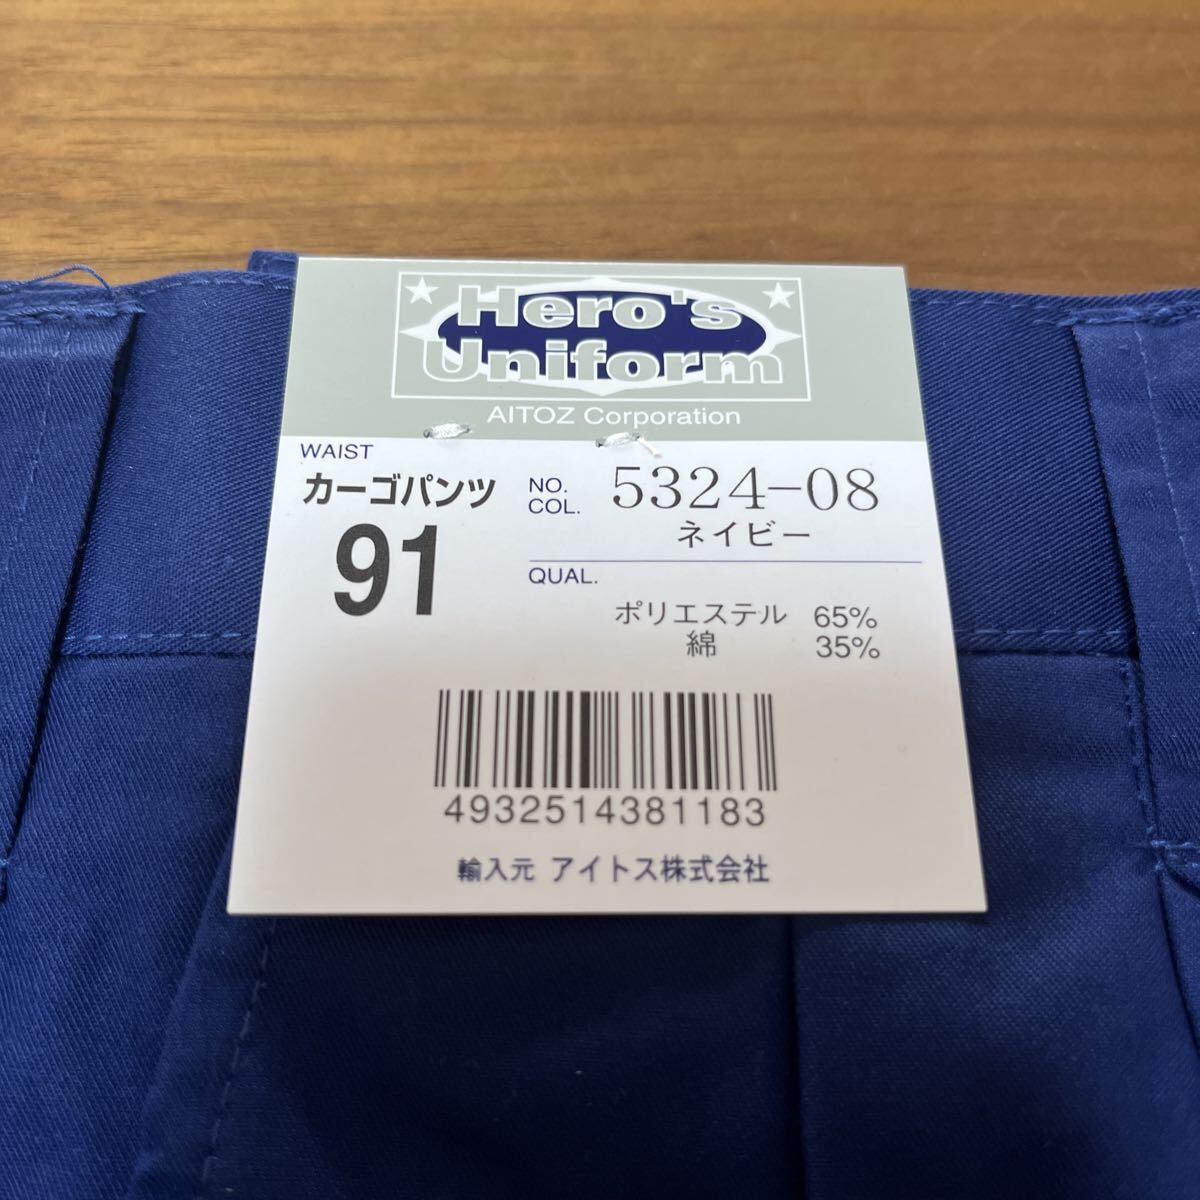 Hero's
Uniform
AITOZ Corporation
WAIST
カーゴパンツ
91
NO.
COL.
5324-08
ネイビー
QUAL.
ポリエステル 65%
綿 35%
4932514381183
輸入元 アイトス株式会社